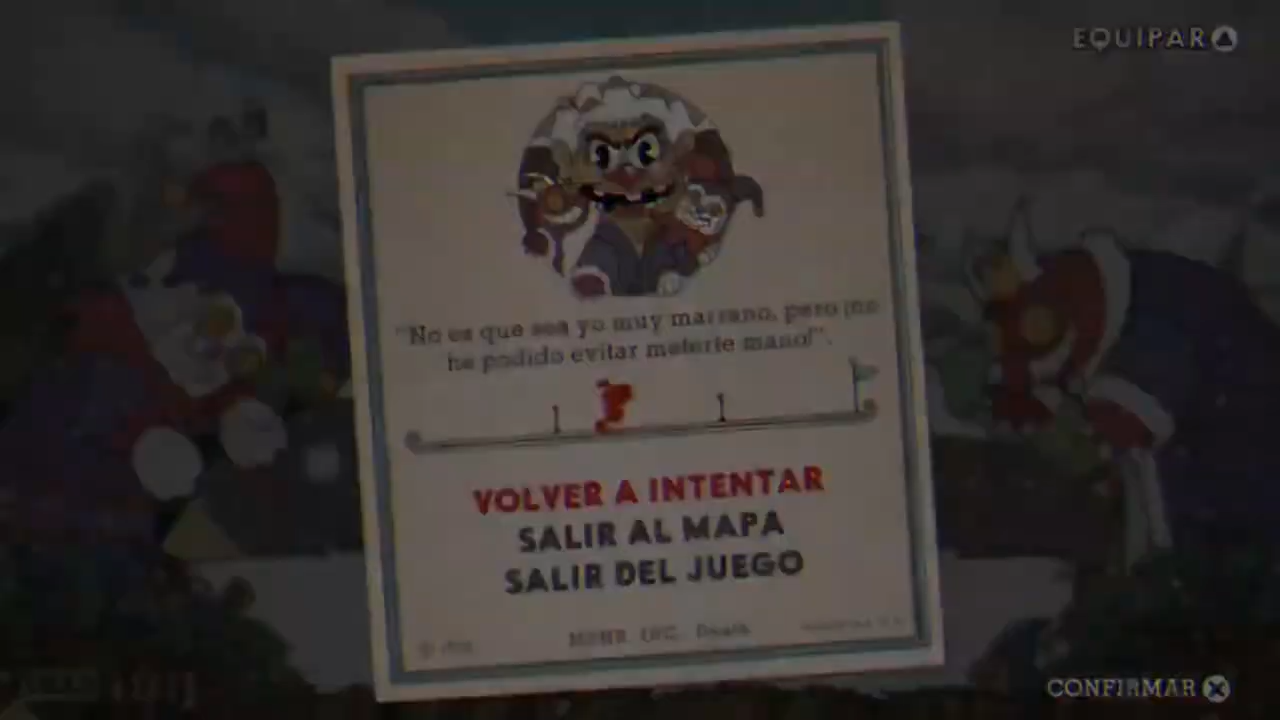 EQUIPAR
"No es que sea yo muy marrano, pero ¡no
he podido evitar meterte mano!".
VOLVER A INTENTAR
SALIR AL MAPA
SALIR DEL JUEGO
CONFIRMAR